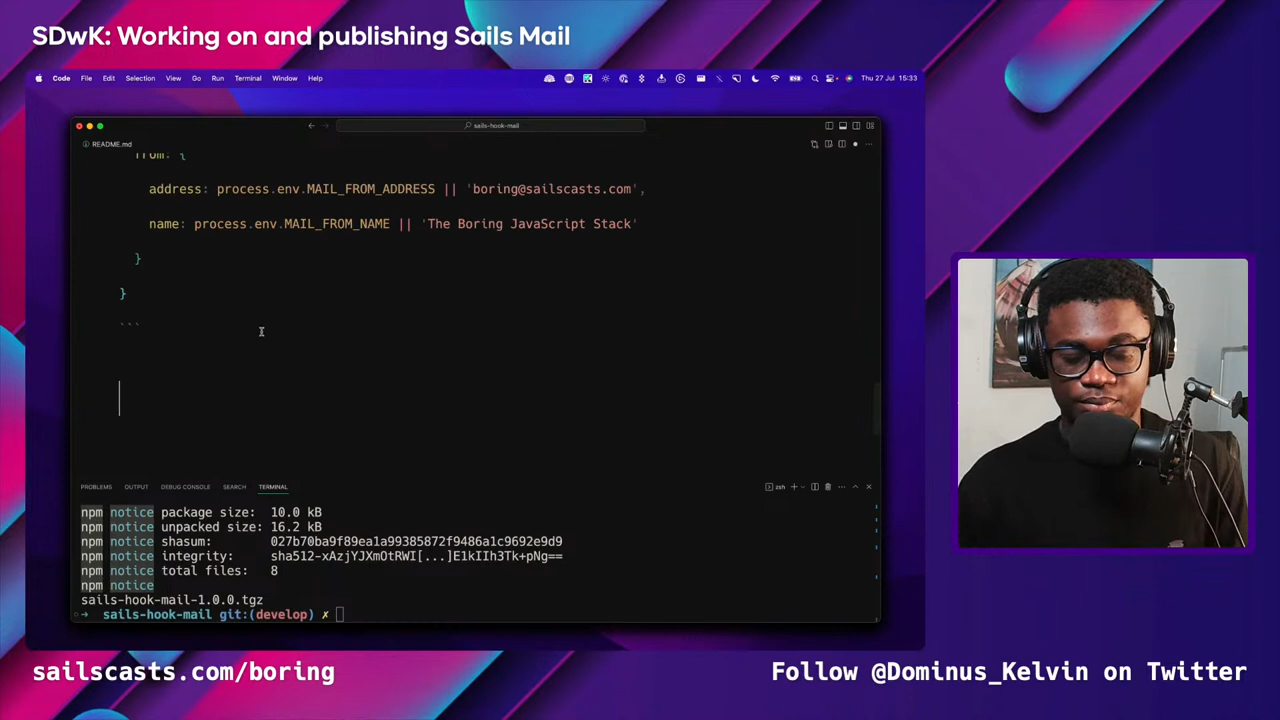 SDwK: Working on and publishing Sails Mail
Code File Edit Selection View Go Run Terminal Window Help Thu 27 Jul 15:33
sails-hook-mail
README.md
from: {
address: process.env.MAIL_FROM_ADDRESS || 'boring@sailscasts.com',
name: process.env.MAIL_FROM_NAME || 'The Boring JavaScript Stack'
}
}
```
PROBLEMS OUTPUT DEBUG CONSOLE SEARCH TERMINAL zsh
npm notice package size: 10.0 kB
npm notice unpacked size: 16.2 kB
npm notice shasum: 027b70ba9f89ea1a99385872f9486a1c9692e9d9
npm notice integrity: sha512-xAzjYJXmOtRWI[...]E1kIIh3Tk+pNg==
npm notice total files: 8
npm notice
sails-hook-mail-1.0.0.tgz
→ sails-hook-mail git:(develop) ✗
sailscasts.com/boring
Follow @Dominus_Kelvin on Twitter